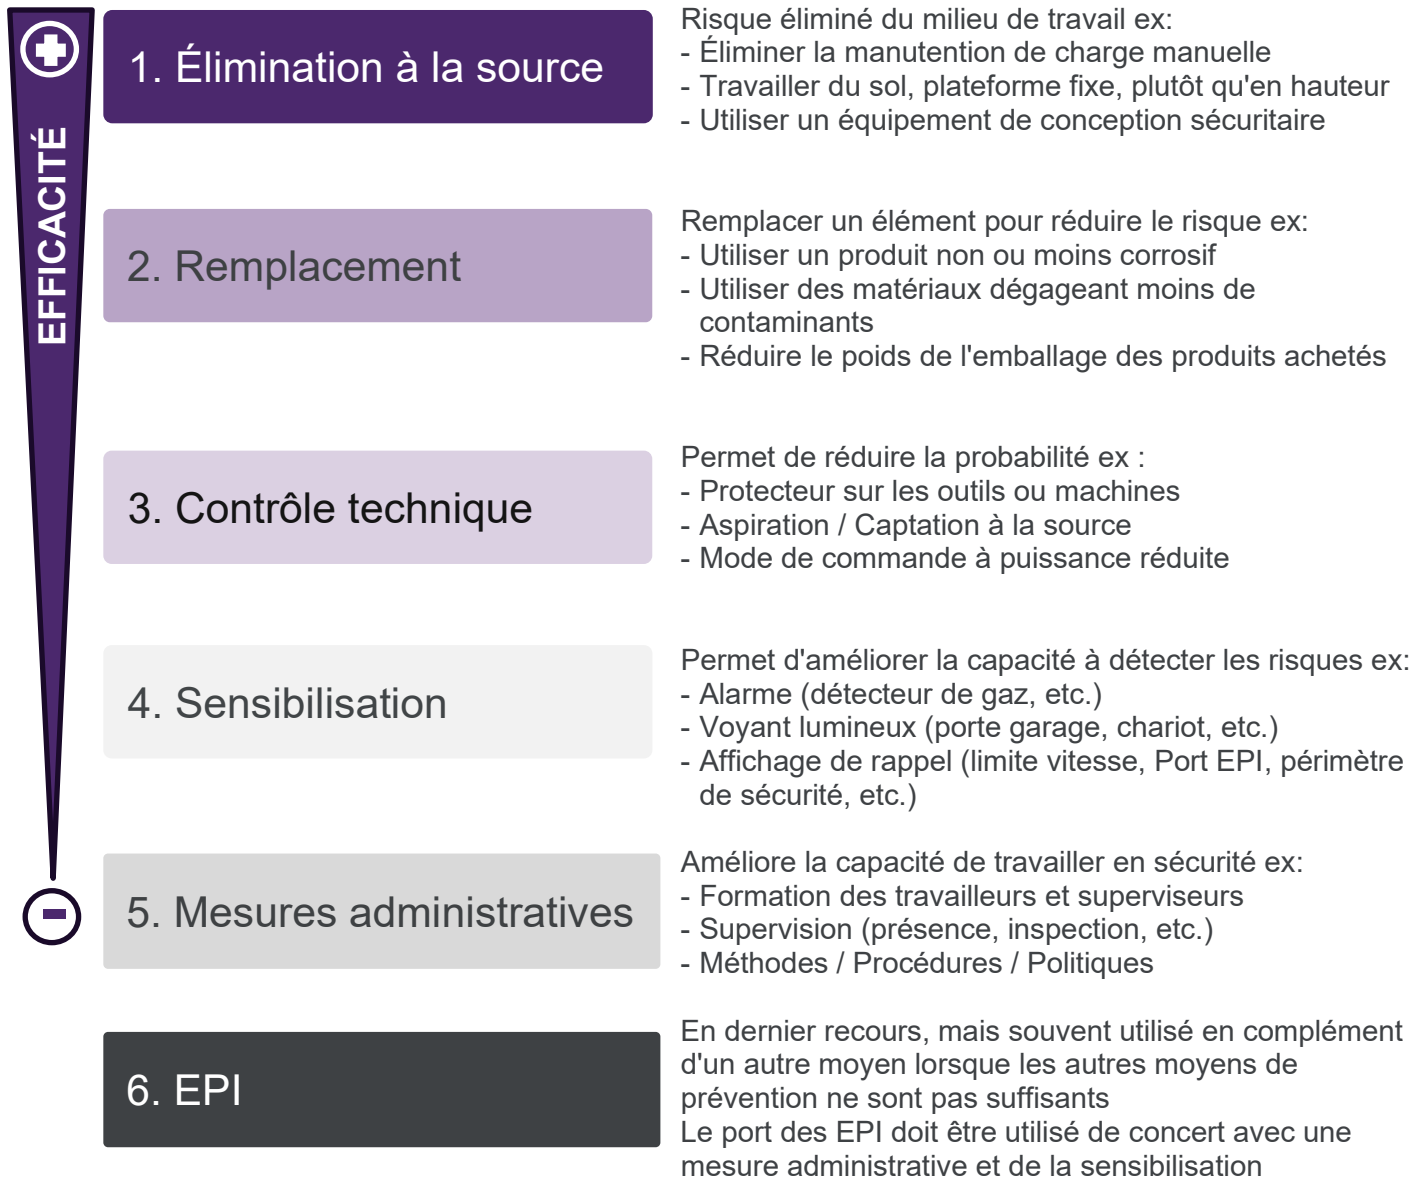 EFFICACITÉ
1. Élimination à la source
Risque éliminé du milieu de travail ex:
- Éliminer la manutention de charge manuelle
- Travailler du sol, plateforme fixe, plutôt qu'en hauteur
- Utiliser un équipement de conception sécuritaire
2. Remplacement
Remplacer un élément pour réduire le risque ex:
- Utiliser un produit non ou moins corrosif
- Utiliser des matériaux dégageant moins de
contaminants
- Réduire le poids de l'emballage des produits achetés
3. Contrôle technique
Permet de réduire la probabilité ex :
- Protecteur sur les outils ou machines
- Aspiration / Captation à la source
- Mode de commande à puissance réduite
4. Sensibilisation
Permet d'améliorer la capacité à détecter les risques ex:
- Alarme (détecteur de gaz, etc.)
- Voyant lumineux (porte garage, chariot, etc.)
- Affichage de rappel (limite vitesse, Port EPI, périmètre
de sécurité, etc.)
5. Mesures administratives
Améliore la capacité de travailler en sécurité ex:
- Formation des travailleurs et superviseurs
- Supervision (présence, inspection, etc.)
- Méthodes / Procédures / Politiques
6. EPI
En dernier recours, mais souvent utilisé en complément
d'un autre moyen lorsque les autres moyens de
prévention ne sont pas suffisants
Le port des EPI doit être utilisé de concert avec une
mesure administrative et de la sensibilisation